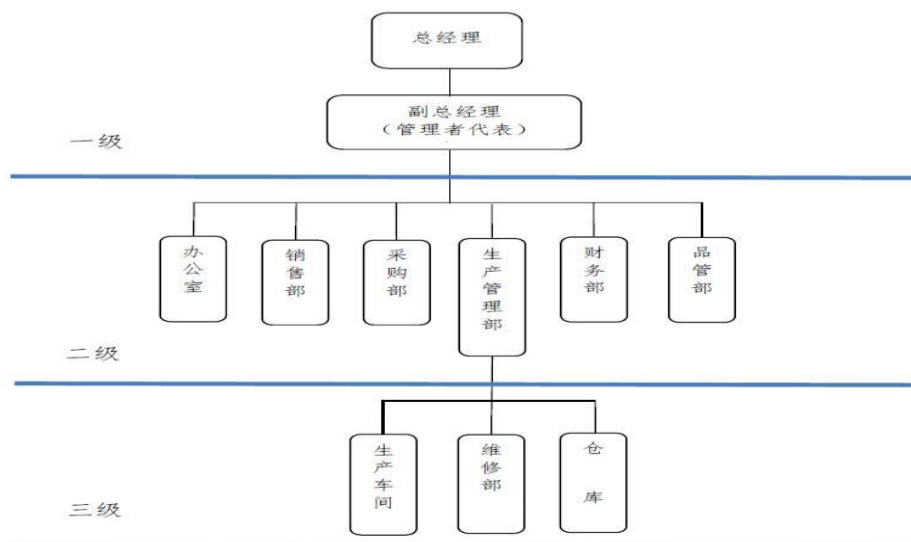 总经理
副总经理
（管理者代表）
一级
办公室
销售部
采购部
生产管理部
财务部
品管部
二级
生产车间
维修部
仓库
三级